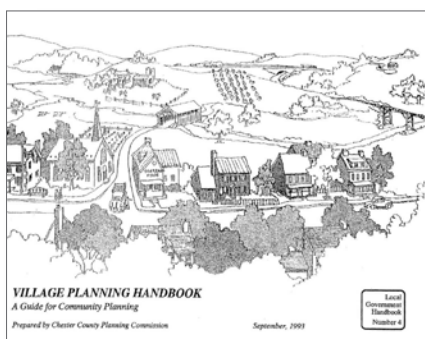 VILLAGE PLANNING HANDBOOK
A Guide for Community Planning
Prepared by Chester County Planning Commission
September, 1993
Local
Government
Handbook
Number 4